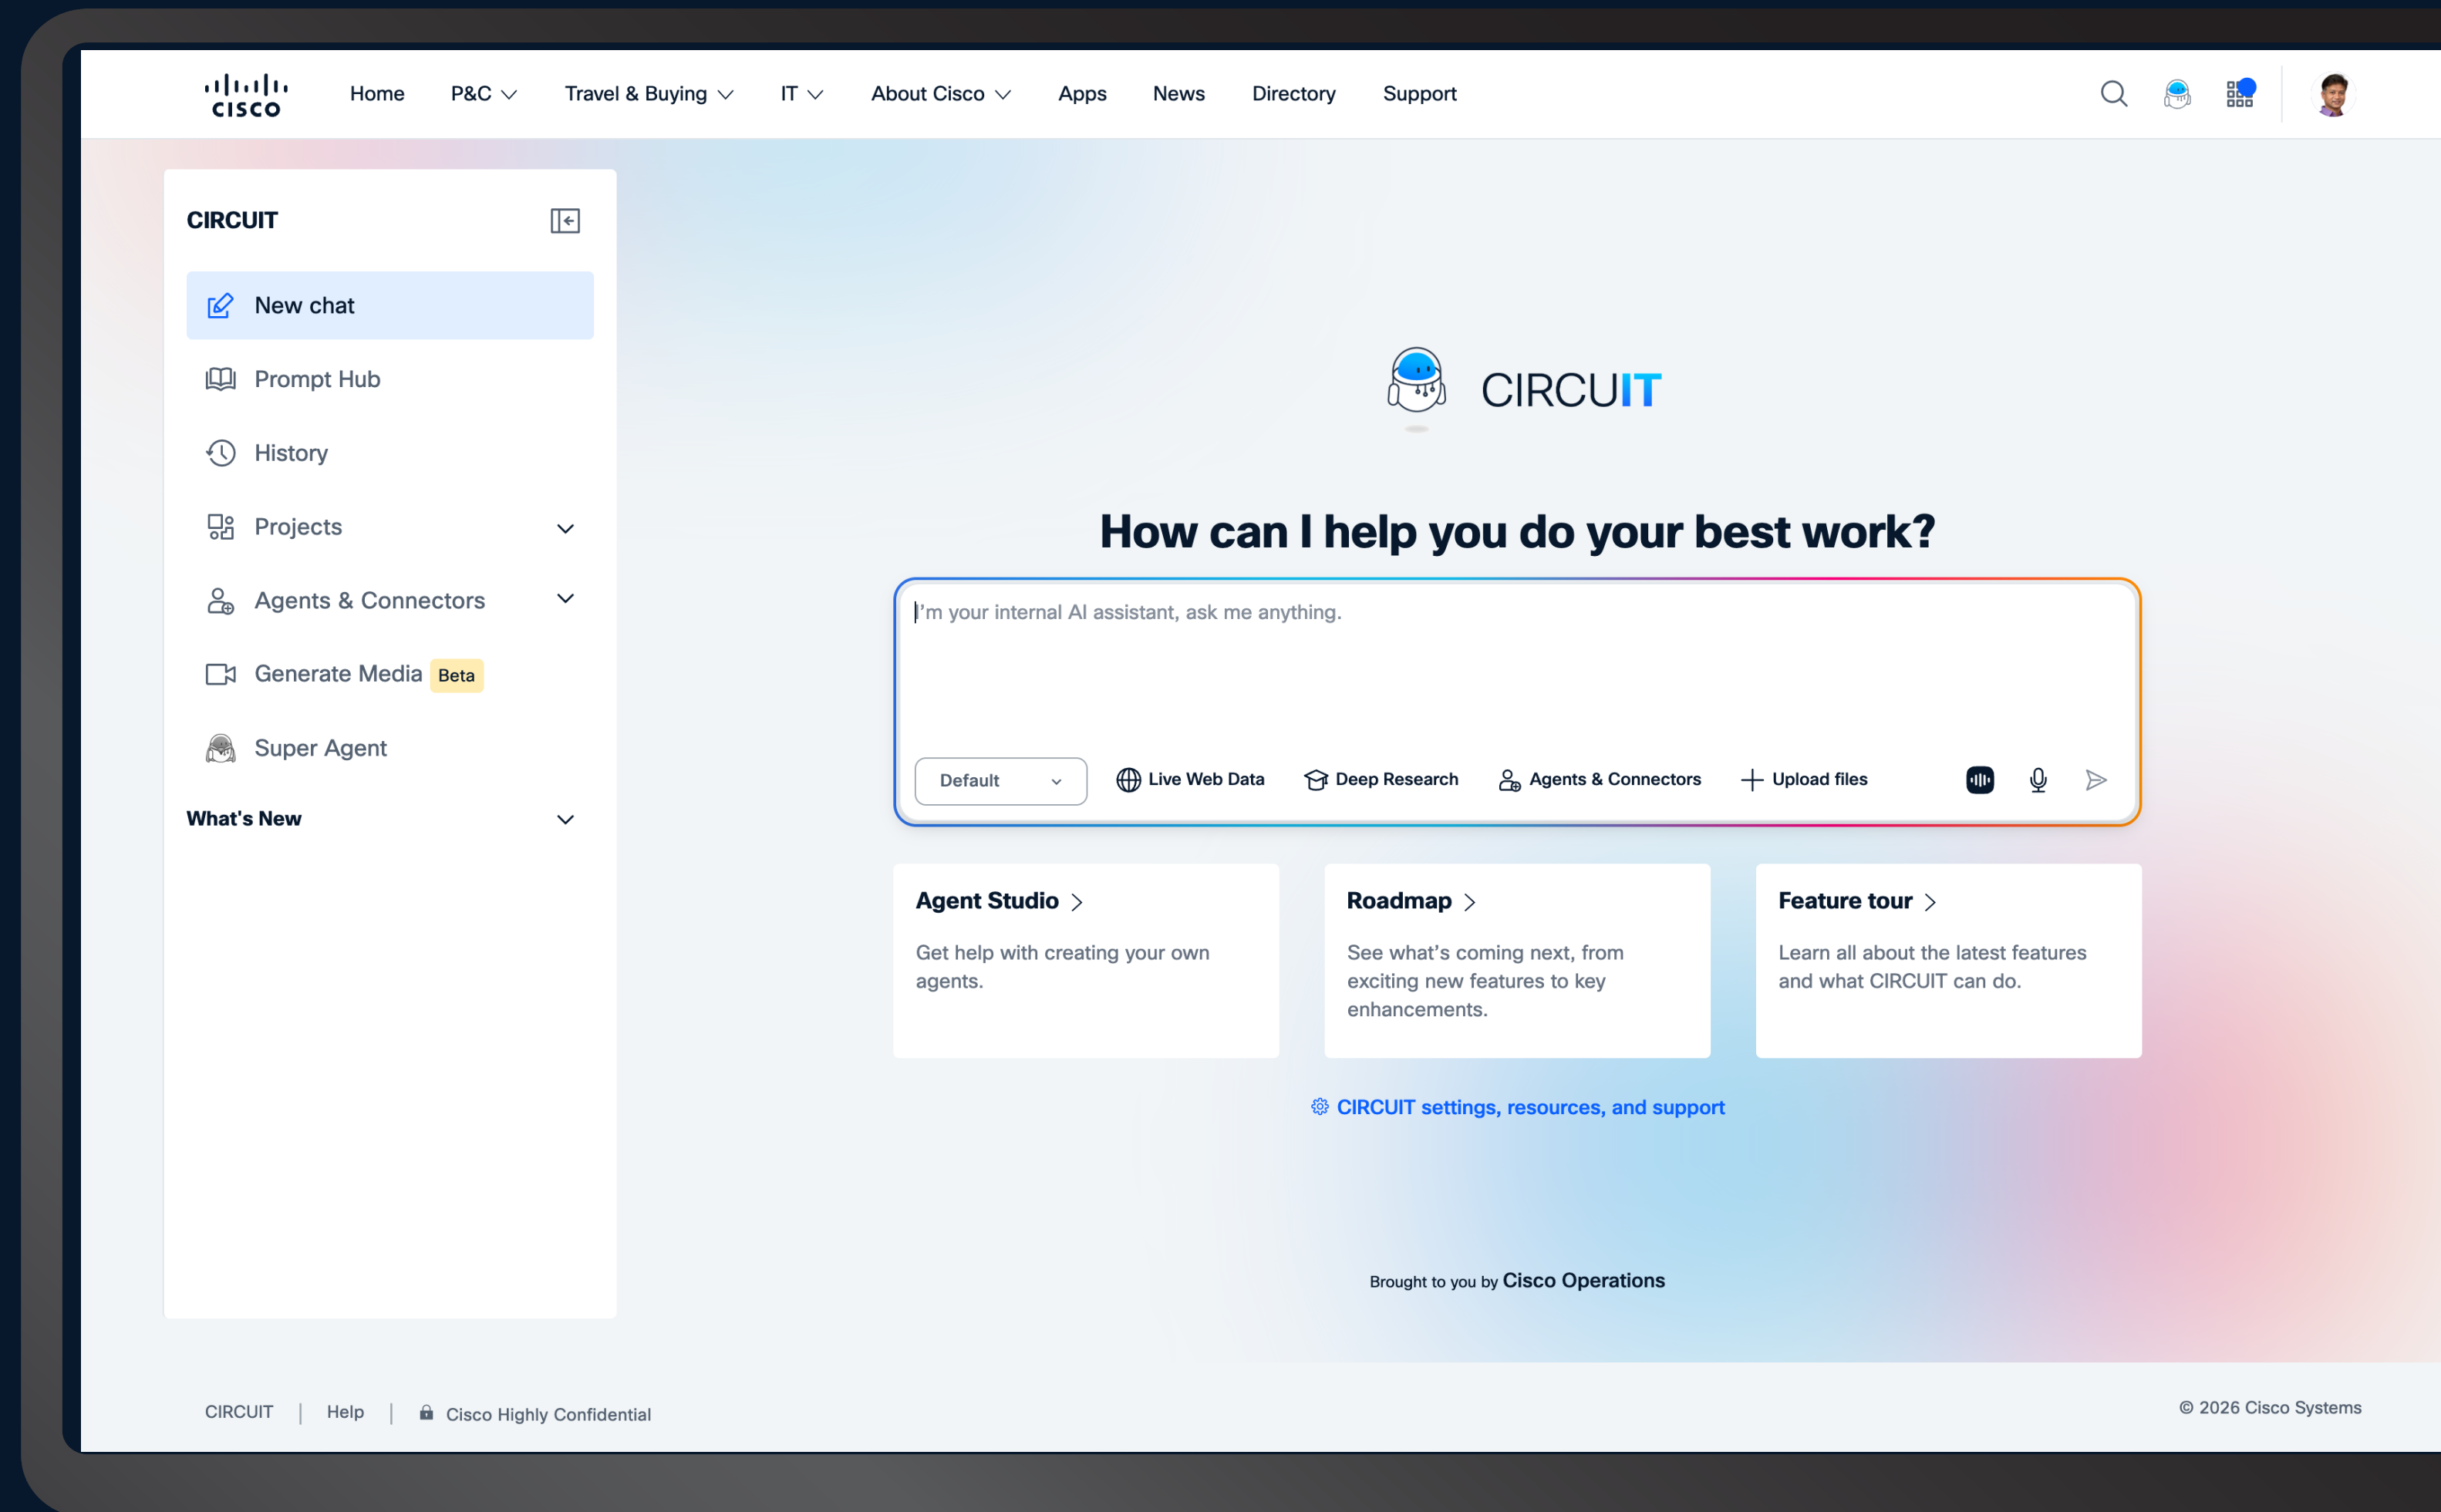 CISCO
Home P&C Travel & Buying IT About Cisco Apps News Directory Support
CIRCUIT
New chat
Prompt Hub
History
Projects
Agents & Connectors
Generate Media Beta
Super Agent
What's New
CIRCUIT
How can I help you do your best work?
I'm your internal AI assistant, ask me anything.
Default Live Web Data Deep Research Agents & Connectors Upload files
Agent Studio
Get help with creating your own
agents.
Roadmap
See what's coming next, from
exciting new features to key
enhancements.
Feature tour
Learn all about the latest features
and what CIRCUIT can do.
CIRCUIT settings, resources, and support
Brought to you by Cisco Operations
CIRCUIT | Help | Cisco Highly Confidential
© 2026 Cisco Systems